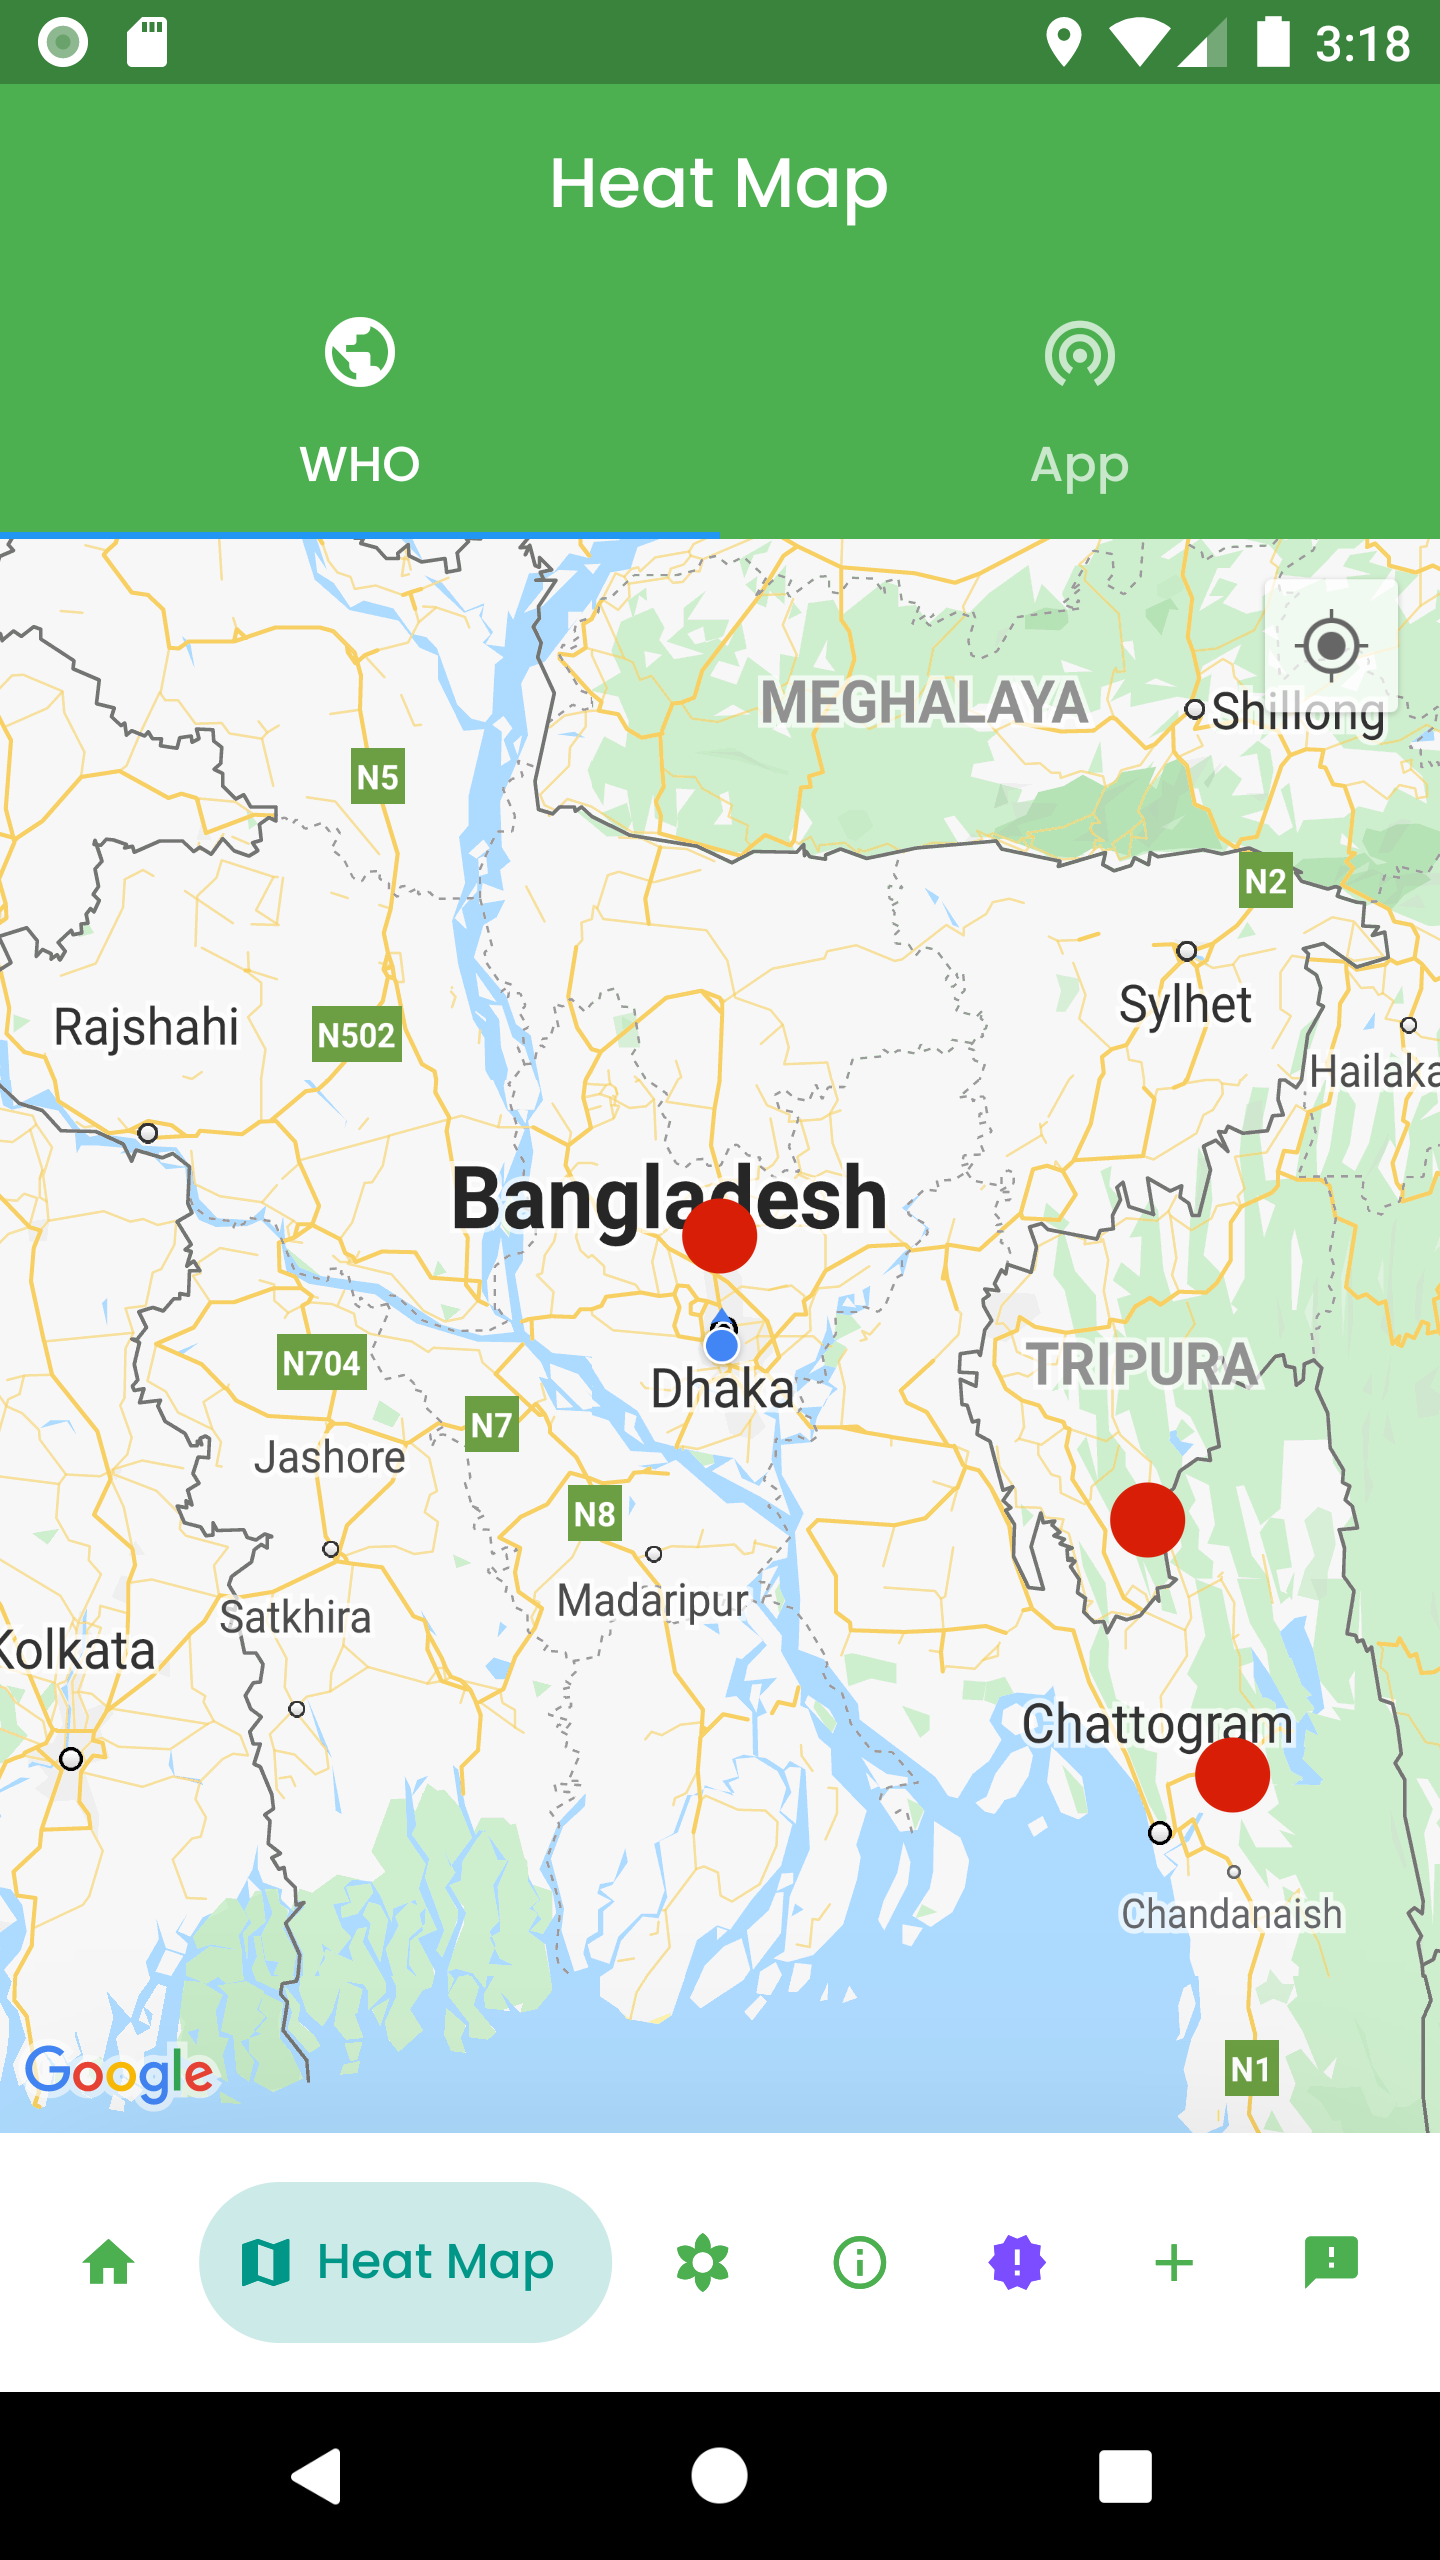 3:18
Heat Map
WHO
App
MEGHALAYA
Shillong
N5
N2
Sylhet
Rajshahi
N502
Hailaka
Bangladesh
N704
TRIPURA
Dhaka
N7
Jashore
N8
Madaripur
Satkhira
Kolkata
Chattogram
Chandanaish
Google
N1
Heat Map